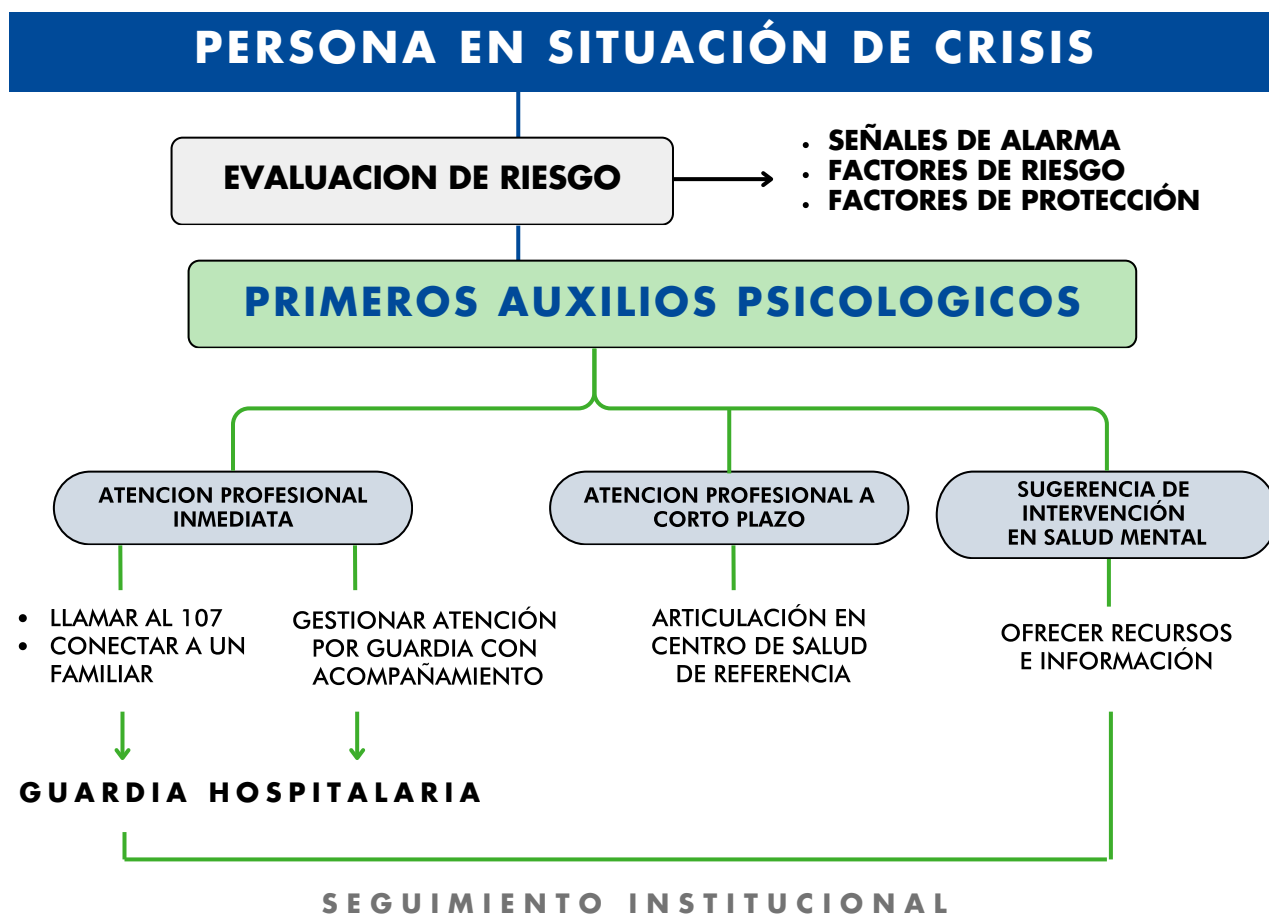 PERSONA EN SITUACIÓN DE CRISIS
EVALUACION DE RIESGO
• SEÑALES DE ALARMA
• FACTORES DE RIESGO
• FACTORES DE PROTECCIÓN
PRIMEROS AUXILIOS PSICOLOGICOS
ATENCION PROFESIONAL
INMEDIATA
ATENCION PROFESIONAL A
CORTO PLAZO
SUGERENCIA DE
INTERVENCIÓN
EN SALUD MENTAL
• LLAMAR AL 107
• CONECTAR A UN
FAMILIAR
GESTIONAR ATENCIÓN
POR GUARDIA CON
ACOMPAÑAMIENTO
ARTICULACIÓN EN
CENTRO DE SALUD
DE REFERENCIA
OFRECER RECURSOS
E INFORMACIÓN
GUARDIA HOSPITALARIA
SEGUIMIENTO INSTITUCIONAL